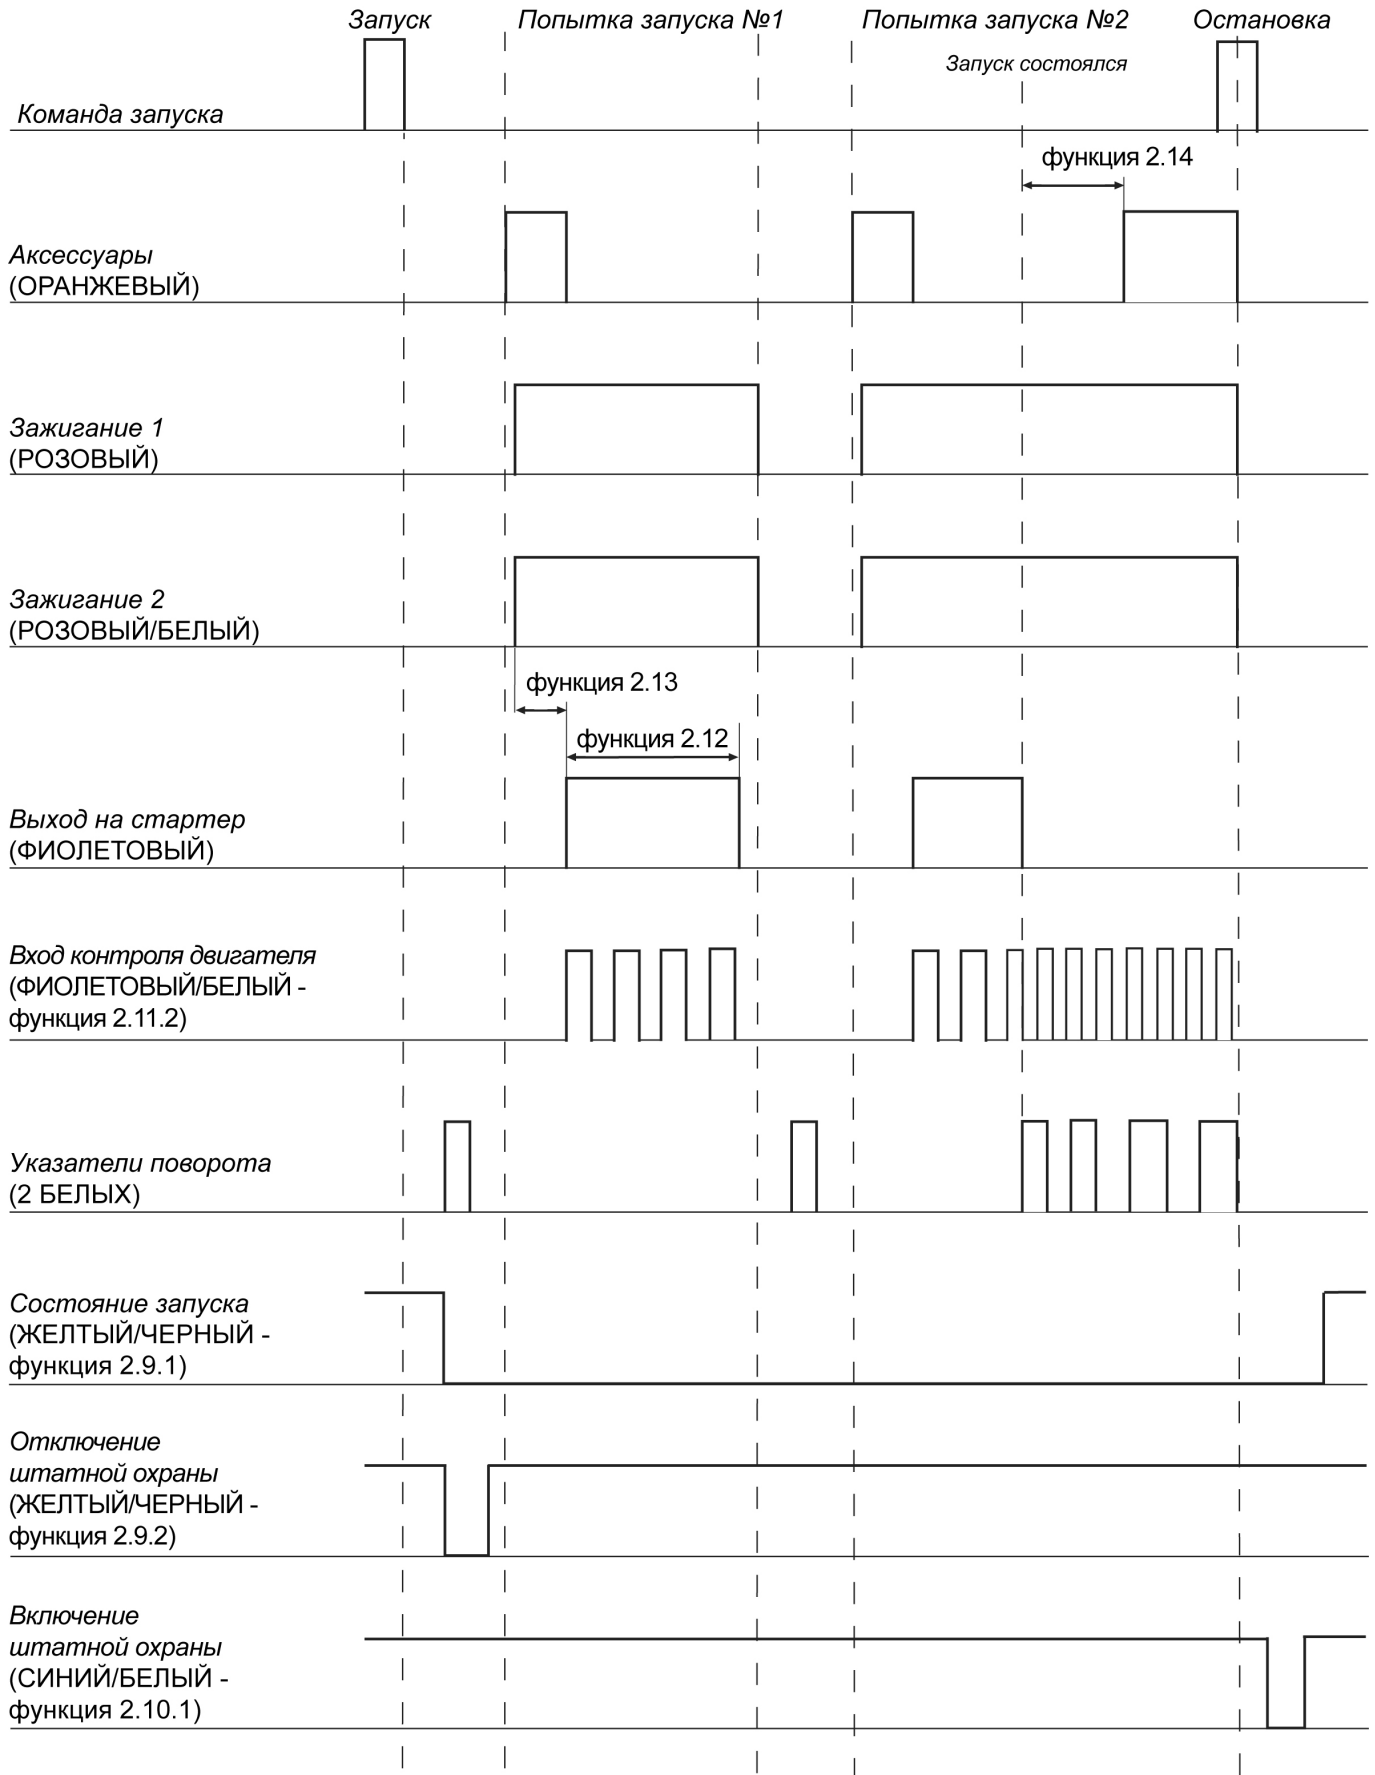 Запуск
Попытка запуска №1
Попытка запуска №2
Остановка
Запуск состоялся
Команда запуска
функция 2.14
Аксессуары
(ОРАНЖЕВЫЙ)
Зажигание 1
(РОЗОВЫЙ)
Зажигание 2
(РОЗОВЫЙ/БЕЛЫЙ)
функция 2.13
функция 2.12
Выход на стартер
(ФИОЛЕТОВЫЙ)
Вход контроля двигателя
(ФИОЛЕТОВЫЙ/БЕЛЫЙ -
функция 2.11.2)
Указатели поворота
(2 БЕЛЫХ)
Состояние запуска
(ЖЕЛТЫЙ/ЧЕРНЫЙ -
функция 2.9.1)
Отключение
штатной охраны
(ЖЕЛТЫЙ/ЧЕРНЫЙ -
функция 2.9.2)
Включение
штатной охраны
(СИНИЙ/БЕЛЫЙ -
функция 2.10.1)